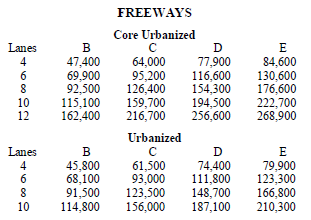 FREEWAYS
Core Urbanized
Lanes B C D E
4 47,400 64,000 77,900 84,600
6 69,900 95,200 116,600 130,600
8 92,500 126,400 154,300 176,600
10 115,100 159,700 194,500 222,700
12 162,400 216,700 256,600 268,900
Urbanized
Lanes B C D E
4 45,800 61,500 74,400 79,900
6 68,100 93,000 111,800 123,300
8 91,500 123,500 148,700 166,800
10 114,800 156,000 187,100 210,300